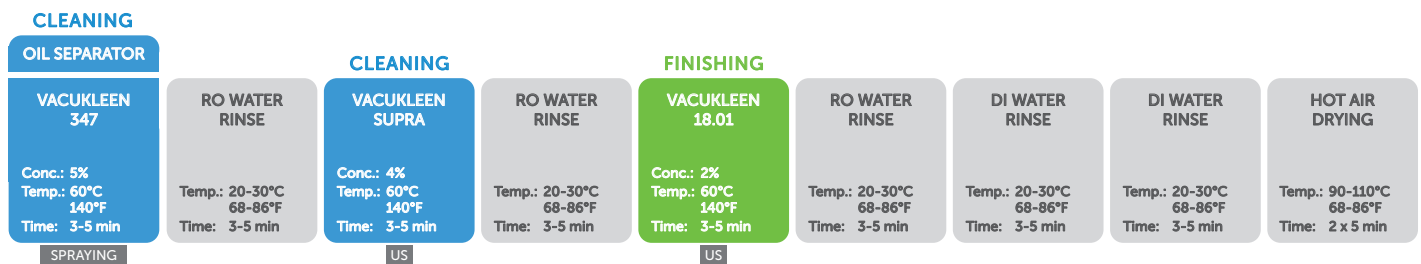 CLEANING
OIL SEPARATOR
VACUKLEEN
347
Conc.: 5%
Temp.: 60°C
140°F
Time: 3-5 min
SPRAYING
RO WATER
RINSE
Temp.: 20-30°C
68-86°F
Time: 3-5 min
CLEANING
VACUKLEEN
SUPRA
Conc.: 4%
Temp.: 60°C
140°F
Time: 3-5 min
US
RO WATER
RINSE
Temp.: 20-30°C
68-86°F
Time: 3-5 min
FINISHING
VACUKLEEN
18.01
Conc.: 2%
Temp.: 60°C
140°F
Time: 3-5 min
US
RO WATER
RINSE
Temp.: 20-30°C
68-86°F
Time: 3-5 min
DI WATER
RINSE
Temp.: 20-30°C
68-86°F
Time: 3-5 min
DI WATER
RINSE
Temp.: 20-30°C
68-86°F
Time: 3-5 min
HOT AIR
DRYING
Temp.: 90-110°C
68-86°F
Time: 2 x 5 min